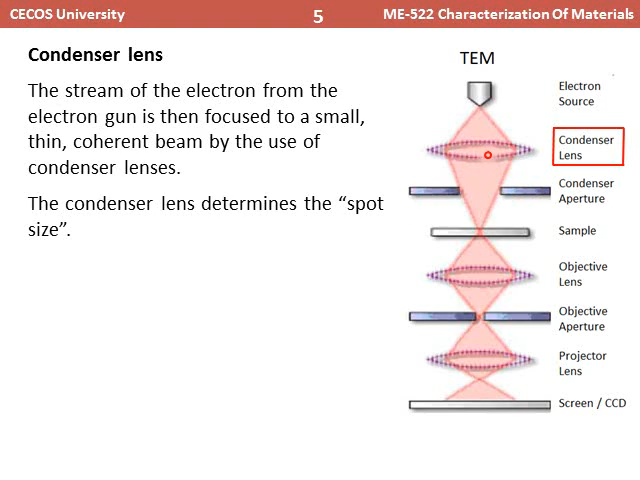 CECOS University
5
ME-522 Characterization Of Materials
Condenser lens
The stream of the electron from the
electron gun is then focused to a small,
thin, coherent beam by the use of
condenser lenses.
The condenser lens determines the “spot
size”.
TEM
Electron
Source
Condenser
Lens
Condenser
Aperture
Sample
Objective
Lens
Objective
Aperture
Projector
Lens
Screen / CCD